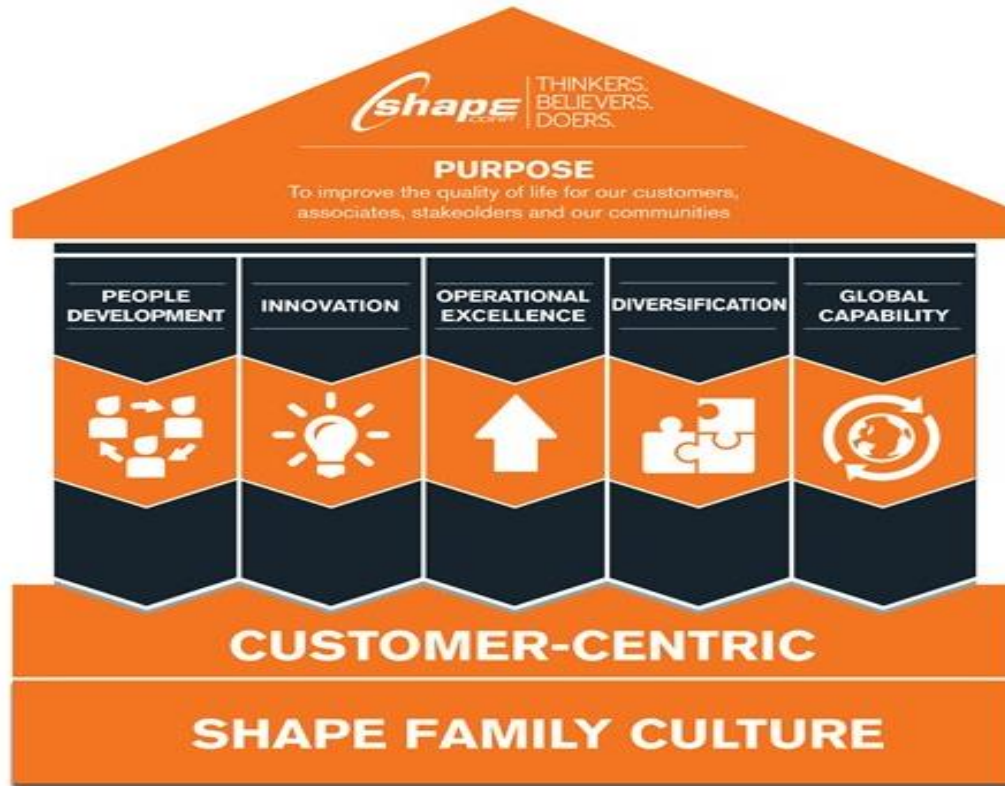 shape
CORP
THINKERS.
BELIEVERS.
DOERS.
PURPOSE
To improve the quality of life for our customers,
associates, stakeolders and our communities
PEOPLE
DEVELOPMENT
INNOVATION
OPERATIONAL
EXCELLENCE
DIVERSIFICATION
GLOBAL
CAPABILITY
CUSTOMER-CENTRIC
SHAPE FAMILY CULTURE